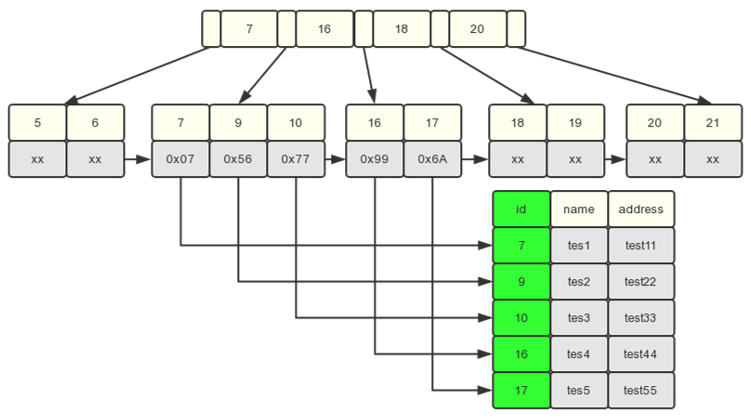 7 16 18 20
5 6 7 9 10 16 17 18 19 20 21
xx xx 0x07 0x56 0x77 0x99 0x6A xx xx xx xx
id name address
7 tes1 test11
9 tes2 test22
10 tes3 test33
16 tes4 test44
17 tes5 test55